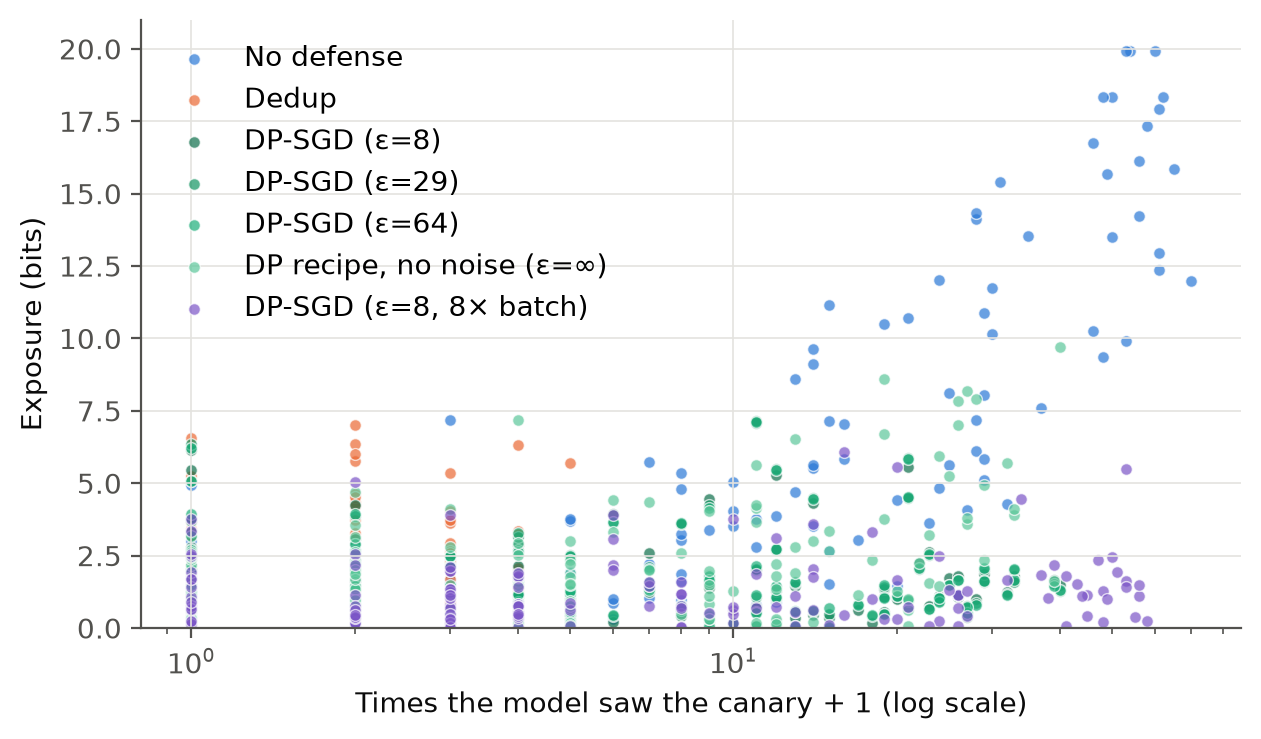 20.0
17.5
15.0
12.5
10.0
7.5
5.0
2.5
0.0
Exposure (bits)
No defense
Dedup
DP-SGD (ε=8)
DP-SGD (ε=29)
DP-SGD (ε=64)
DP recipe, no noise (ε=∞)
DP-SGD (ε=8, 8× batch)
10⁰ 10¹
Times the model saw the canary + 1 (log scale)